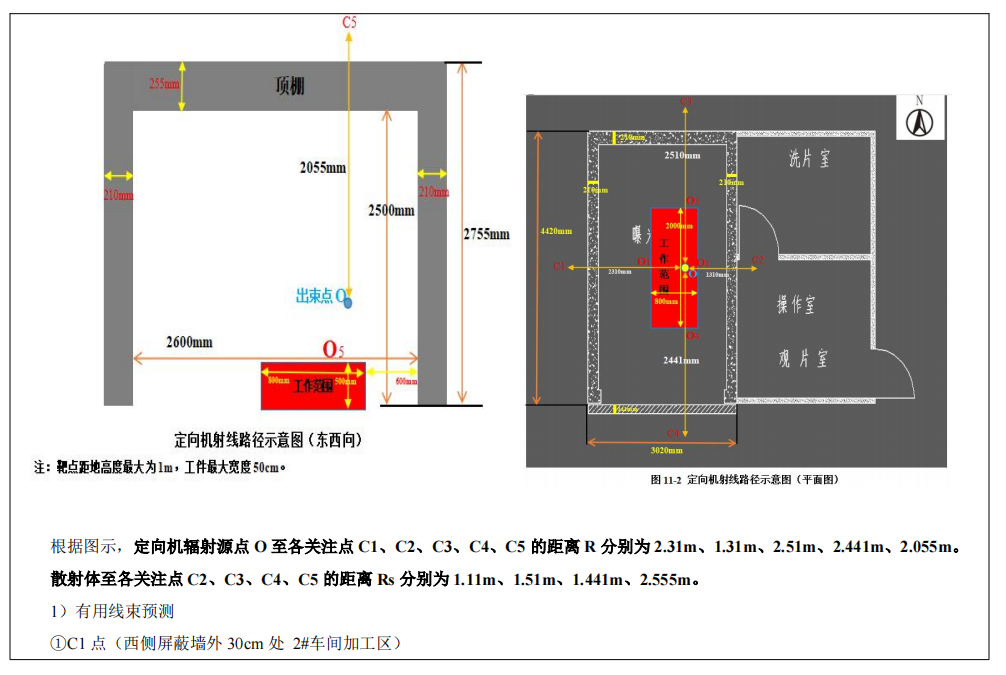 C5
255mm
顶棚
2055mm
210mm
210mm
2500mm
2755mm
出束点 O
2600mm
O5
800mm
500mm
600mm
工作范围
定向机射线路径示意图（东西向）
注：靶点距地高度最大为1m，工件最大宽度50cm。
N
C3
210mm
2510mm
洗片室
210mm
210mm
4420mm
2000mm
曝
工作范围
C1
C2
O
2310mm
1310mm
800mm
操作室
观片室
2441mm
C4
3020mm
图 11-2 定向机射线路径示意图（平面图）
根据图示，定向机辐射源点 O 至各关注点 C1、C2、C3、C4、C5 的距离 R 分别为 2.31m、1.31m、2.51m、2.441m、2.055m。
散射体至各关注点 C2、C3、C4、C5 的距离 Rs 分别为 1.11m、1.51m、1.441m、2.555m。
1）有用线束预测
①C1 点（西侧屏蔽墙外 30cm 处 2#车间加工区）